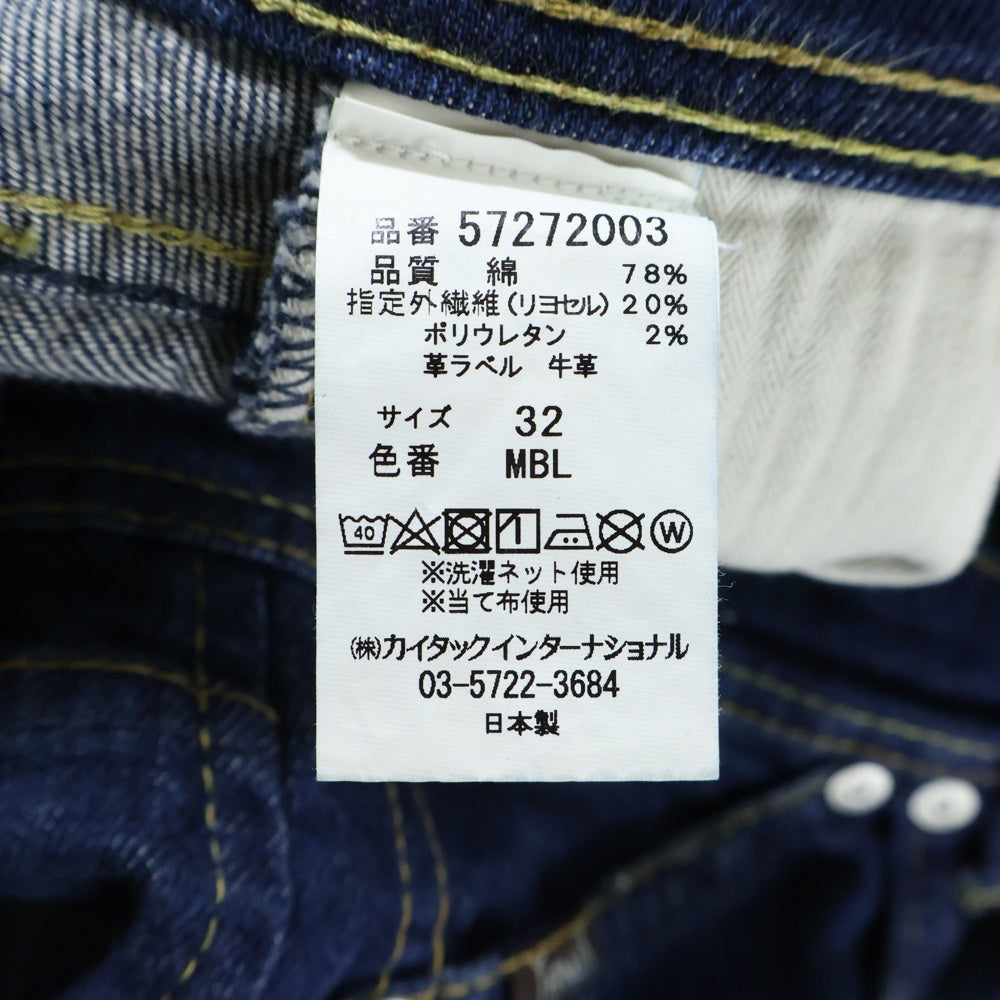 品番 57272003
品質 綿 78%
指定外繊維(リヨセル) 20%
ポリウレタン 2%
革ラベル 牛革
サイズ 32
色番 MBL
40 W
※洗濯ネット使用
※当て布使用
(株)カイタックインターナショナル
03-5722-3684
日本製